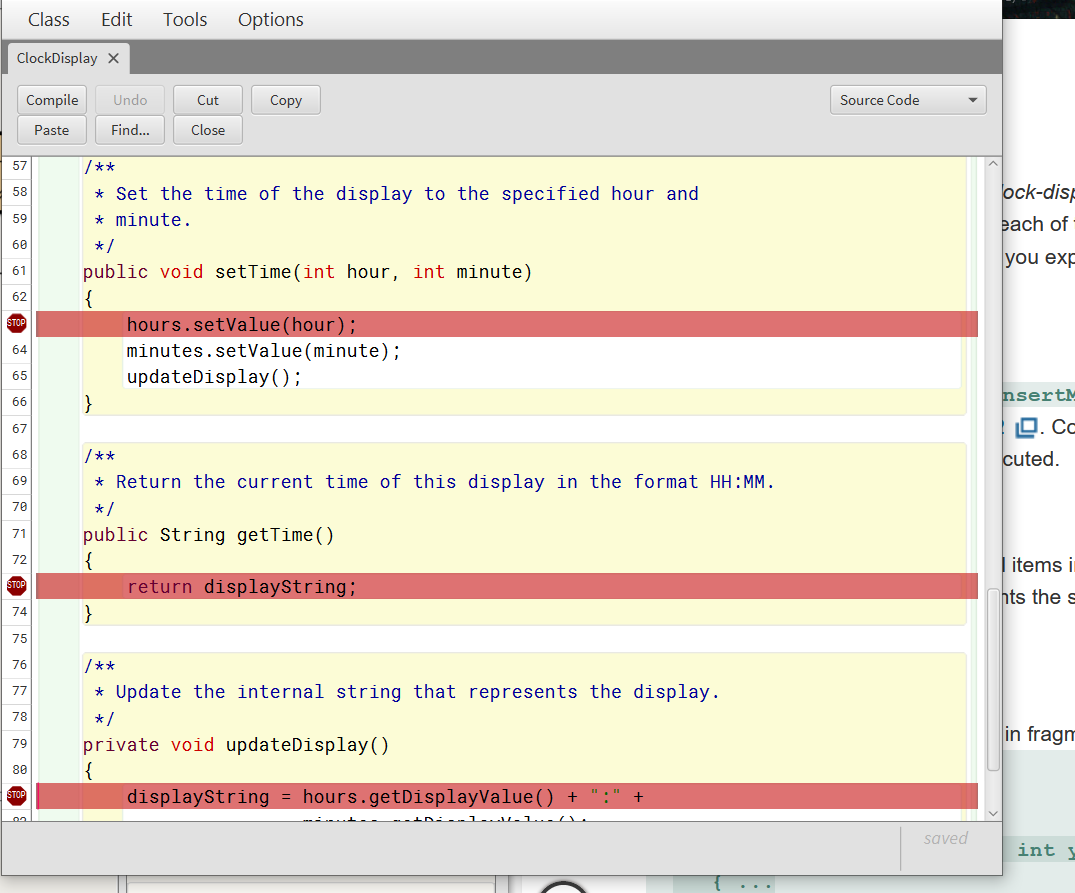 Class Edit Tools Options
ClockDisplay
Compile Undo Cut Copy
Source Code
Paste Find... Close
57 /**
58 * Set the time of the display to the specified hour and
59 * minute.
60 */
61 public void setTime(int hour, int minute)
62 {
STOP hours.setValue(hour);
64 minutes.setValue(minute);
65 updateDisplay();
66 }
67
68 /**
69 * Return the current time of this display in the format HH:MM.
70 */
71 public String getTime()
72 {
STOP return displayString;
74 }
75
76 /**
77 * Update the internal string that represents the display.
78 */
79 private void updateDisplay()
80 {
STOP displayString = hours.getDisplayValue() + ":" +
82 minutes.getDisplayValue();
saved
each of
you exp
. Co
cuted.
items i
the s
in fragm
int y
{ ...